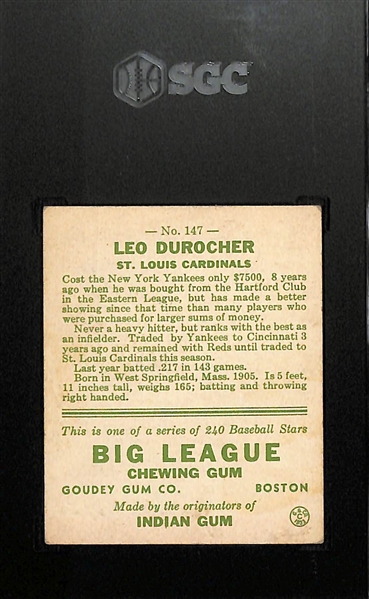 SGC
— No. 147 —
LEO DUROCHER
ST. LOUIS CARDINALS
Cost the New York Yankees only $7500, 8 years
ago when he was bought from the Hartford Club
in the Eastern League, but has made a better
showing since that time than many players who
were purchased for larger sums of money.
Never a heavy hitter, but ranks with the best as
an infielder. Traded by Yankees to Cincinnati 3
years ago and remained with Reds until traded to
St. Louis Cardinals this season.
Last year batted .217 in 143 games.
Born in West Springfield, Mass. 1905. Is 5 feet,
11 inches tall, weighs 165; batting and throwing
right handed.
This is one of a series of 240 Baseball Stars
BIG LEAGUE
CHEWING GUM
GOUDEY GUM CO. BOSTON
Made by the originators of
INDIAN GUM